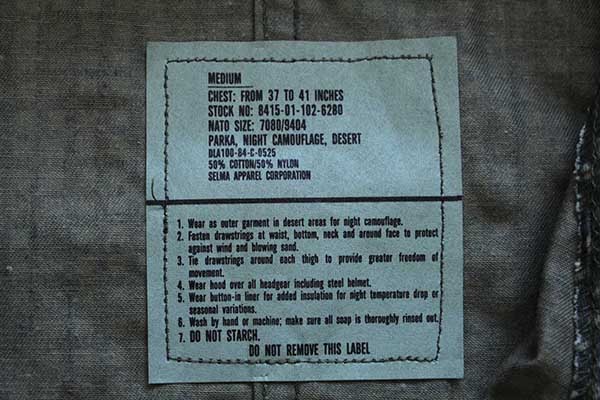 MEDIUM
CHEST: FROM 37 TO 41 INCHES
STOCK NO: 8415-01-102-6280
NATO SIZE: 7080/9404
PARKA, NIGHT CAMOUFLAGE, DESERT
DLA100-84-C-0525
50% COTTON/50% NYLON
SELMA APPAREL CORPORATION
1. Wear as outer garment in desert areas for night camouflage.
2. Fasten drawstrings at waist, bottom, neck and around face to protect
against wind and blowing sand.
3. Tie drawstrings around each thigh to provide greater freedom of
movement.
4. Wear hood over all headgear including steel helmet.
5. Wear button-in liner for added insulation for night temperature drop or
seasonal variations.
6. Wash by hand or machine; make sure all soap is thoroughly rinsed out.
7. DO NOT STARCH.
DO NOT REMOVE THIS LABEL